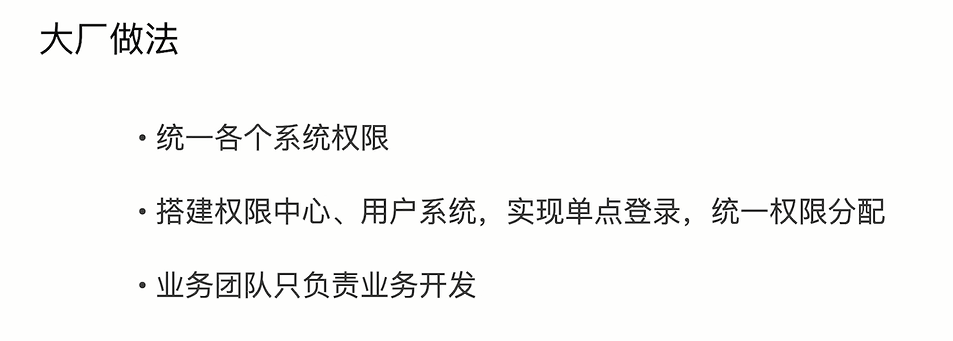 大厂做法
• 统一各个系统权限
• 搭建权限中心、用户系统，实现单点登录，统一权限分配
• 业务团队只负责业务开发